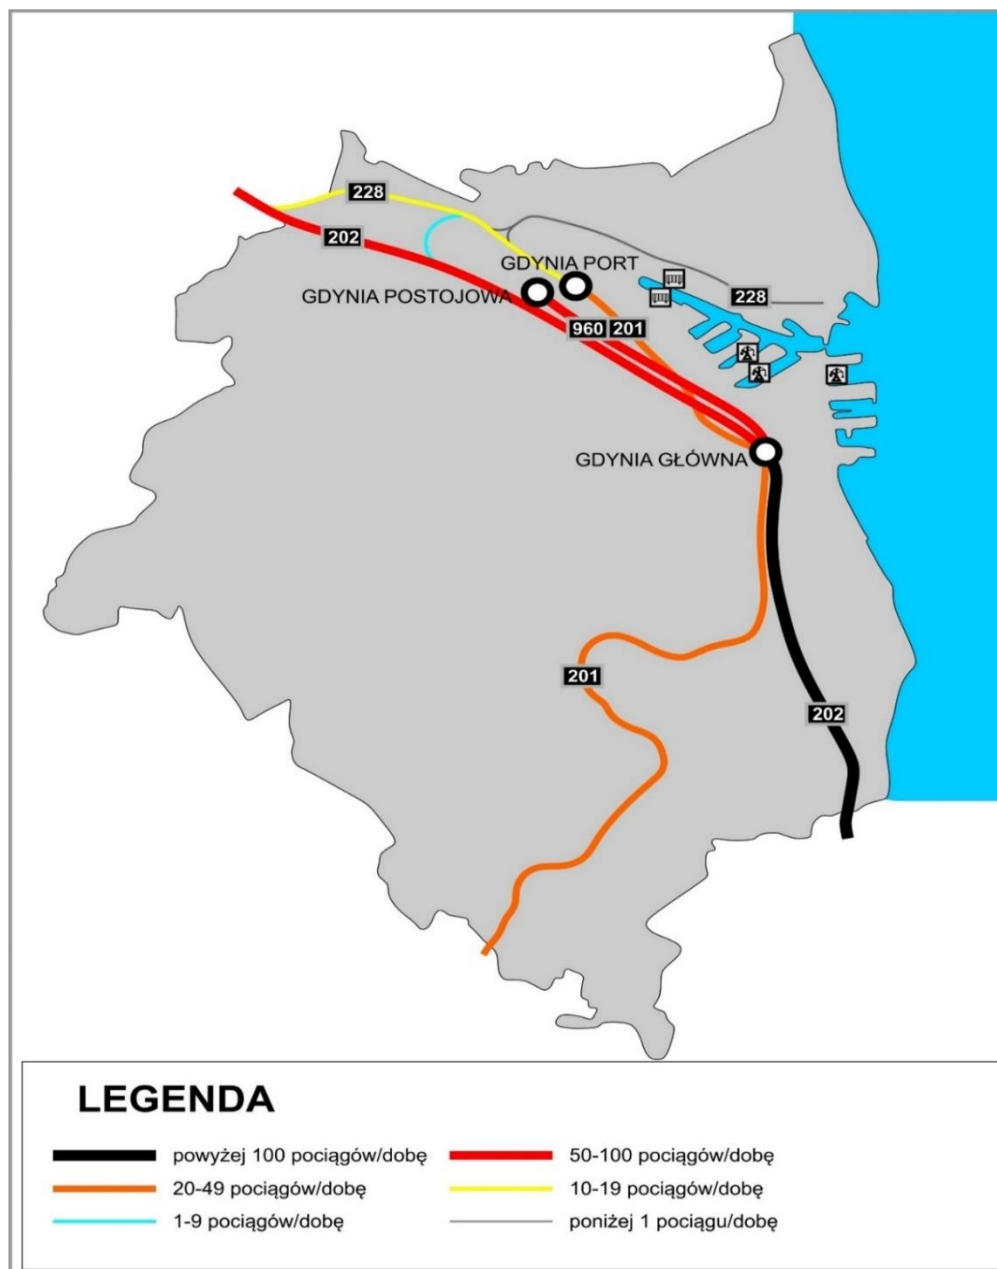 228
202
GDYNIA PORT
GDYNIA POSTOJOWA
228
960 201
GDYNIA GŁÓWNA
201
202
LEGENDA
powyżej 100 pociągów/dobę
50-100 pociągów/dobę
20-49 pociągów/dobę
10-19 pociągów/dobę
1-9 pociągów/dobę
poniżej 1 pociągu/dobę